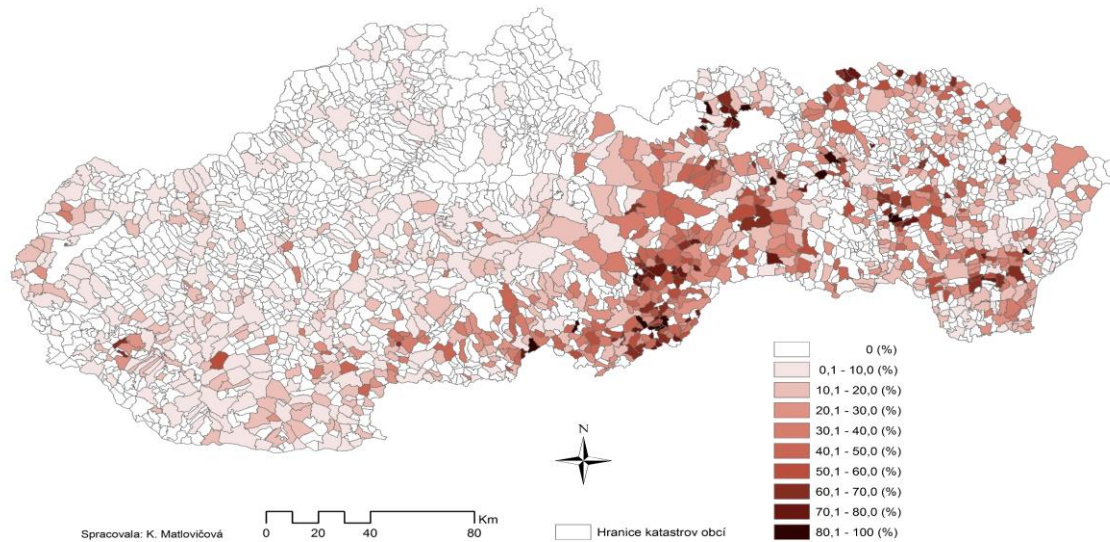 0 (%)
0,1 - 10,0 (%)
10,1 - 20,0 (%)
20,1 - 30,0 (%)
30,1 - 40,0 (%)
40,1 - 50,0 (%)
50,1 - 60,0 (%)
60,1 - 70,0 (%)
70,1 - 80,0 (%)
80,1 - 100 (%)
N
Km
0 20 40 80
Spracovala: K. Matlovičová
Hranice katastrov obcí